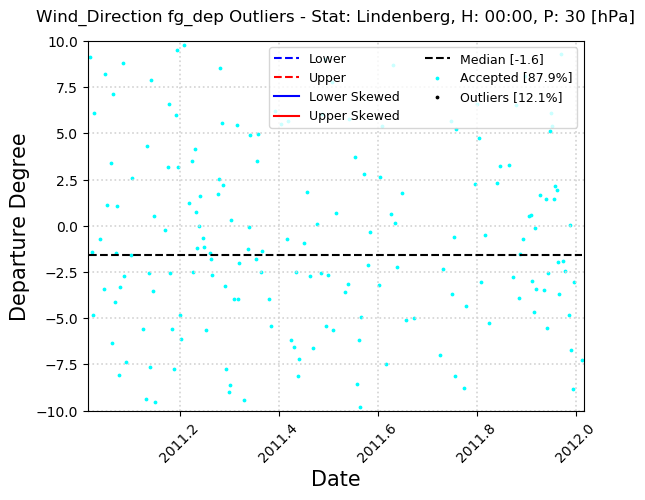 Wind_Direction fg_dep Outliers - Stat: Lindenberg, H: 00:00, P: 30 [hPa]
10.0
7.5
5.0
2.5
0.0
−2.5
−5.0
−7.5
−10.0
Departure Degree
Lower
Upper
Lower Skewed
Upper Skewed
Median [-1.6]
Accepted [87.9%]
Outliers [12.1%]
2011.2
2011.4
2011.6
2011.8
2012.0
Date